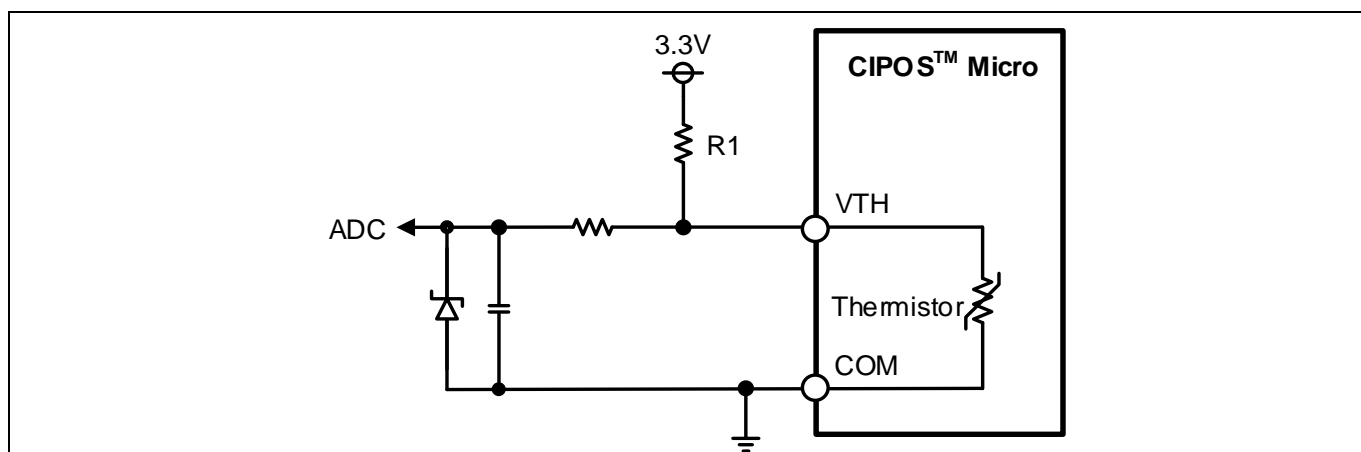 3.3V
CIPOS™ Micro
R1
VTH
ADC
Thermistor
COM